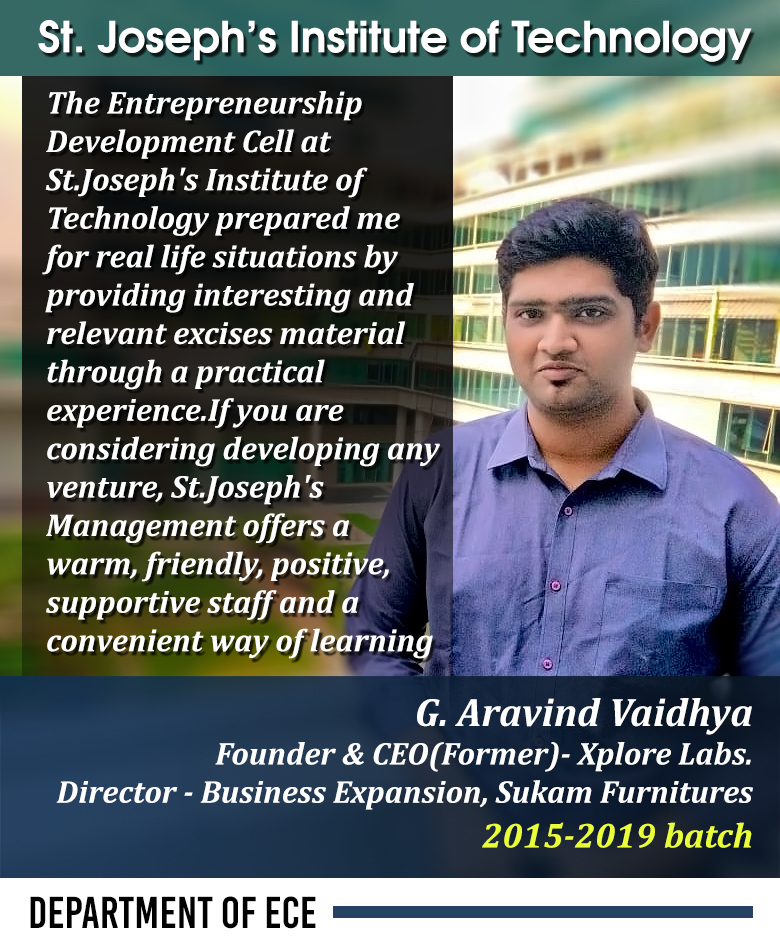 St. Joseph's Institute of Technology
The Entrepreneurship
Development Cell at
St.Joseph's Institute of
Technology prepared me
for real life situations by
providing interesting and
relevant excises material
through a practical
experience.If you are
considering developing any
venture, St.Joseph's
Management offers a
warm, friendly, positive,
supportive staff and a
convenient way of learning
G. Aravind Vaidhya
Founder & CEO(Former)- Xplore Labs.
Director - Business Expansion, Sukam Furnitures
2015-2019 batch
DEPARTMENT OF ECE